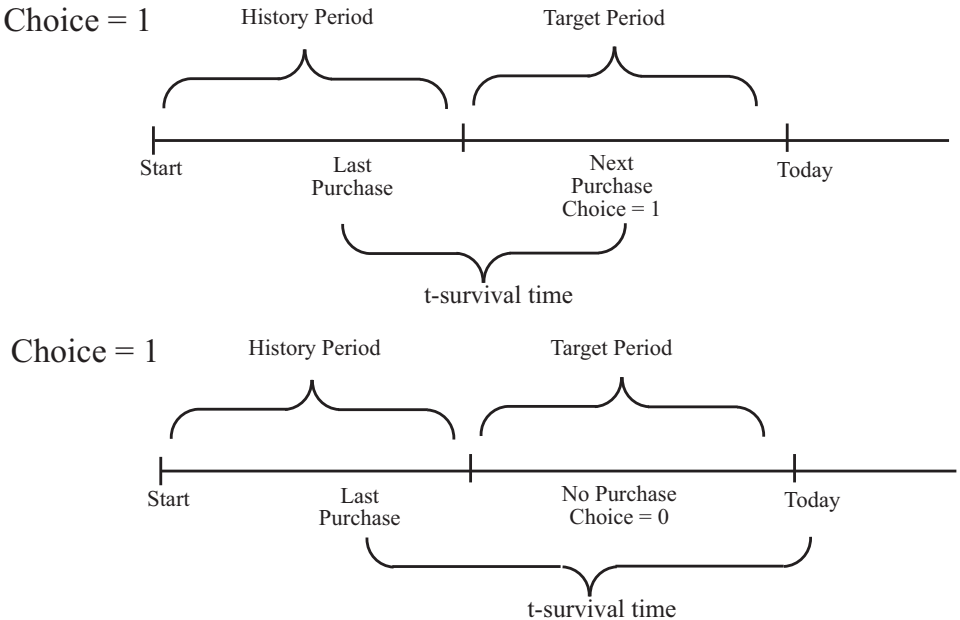 Choice = 1
History Period
Target Period
Start
Last
Purchase
Next
Purchase
Choice = 1
Today
t-survival time
Choice = 1
History Period
Target Period
Start
Last
Purchase
No Purchase
Choice = 0
Today
t-survival time